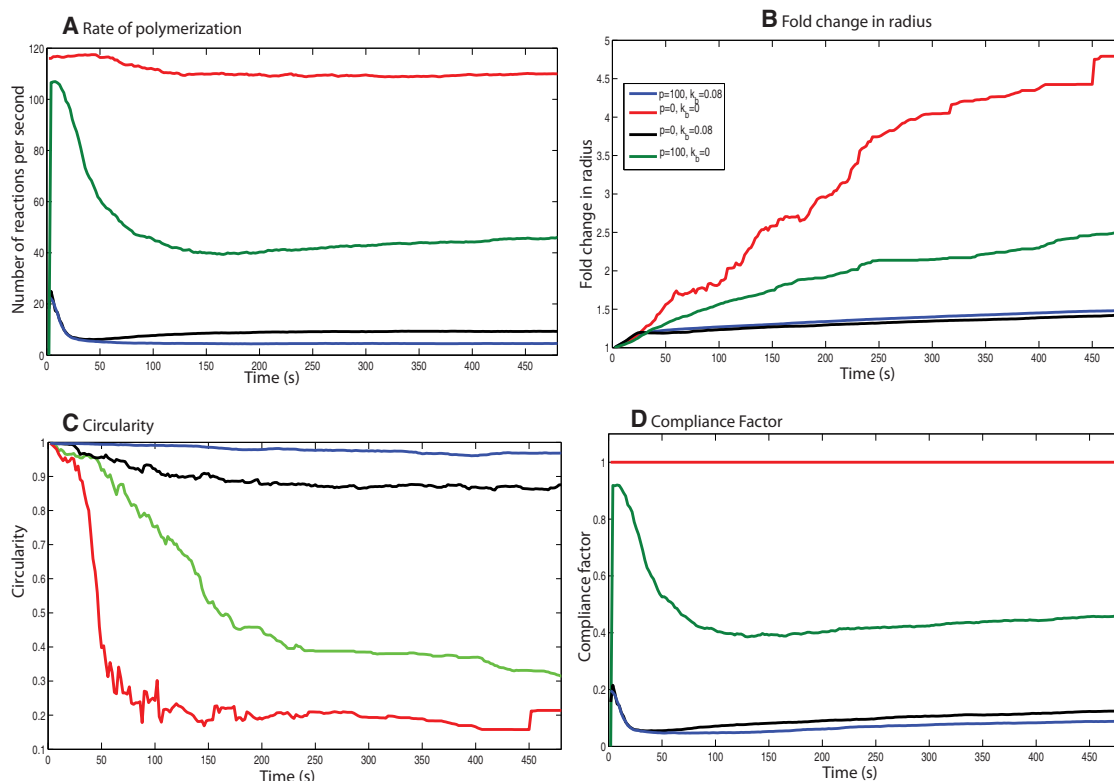 A Rate of polymerization
Number of reactions per second
120
100
80
60
40
20
0
0 50 100 150 200 250 300 350 400 450
Time (s)
B Fold change in radius
Fold change in radius
5
4.5
4
3.5
3
2.5
2
1.5
1
p=100, k_b=0.08
p=0, k_b=0
p=0, k_b=0.08
p=100, k_b=0
0 50 100 150 200 250 300 350 400 450
Time (s)
C Circularity
Circularity
1
0.9
0.8
0.7
0.6
0.5
0.4
0.3
0.2
0.1
0 50 100 150 200 250 300 350 400 450
Time (s)
D Compliance Factor
Compliance factor
1
0.8
0.6
0.4
0.2
0
0 50 100 150 200 250 300 350 400 450
Time (s)